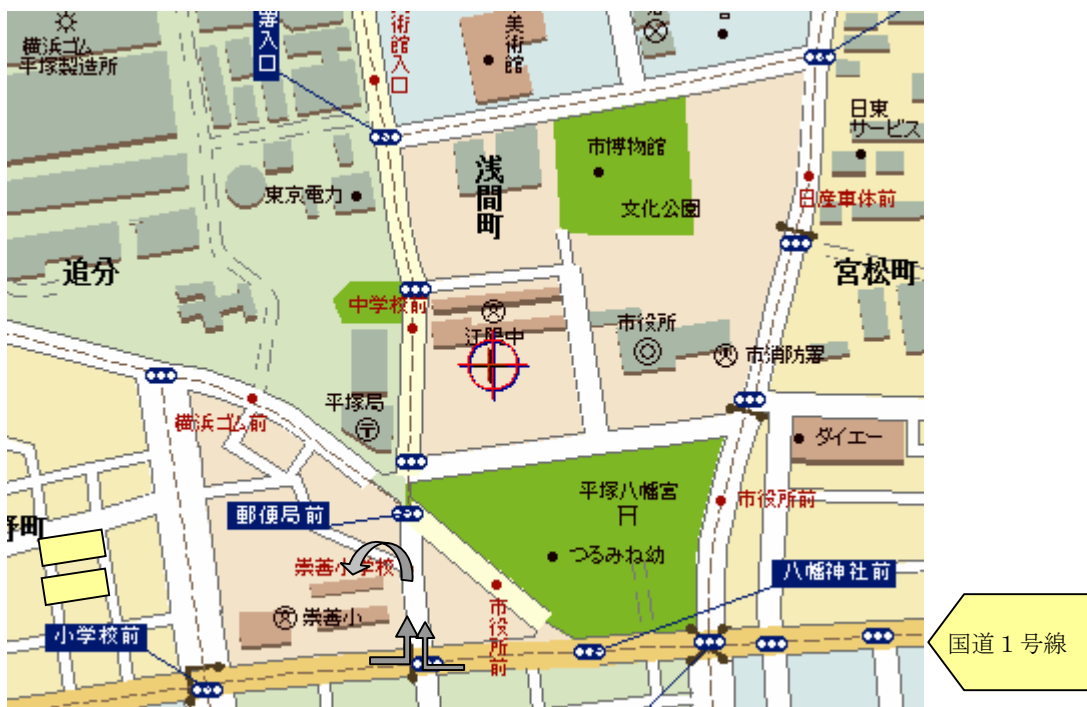 横浜ゴム
平塚製造所
署入口
術館入口
美術館
日東
サービス
市博物館
文化公園
浅間町
東京電力
日産車体前
追分
宮松町
中学校前
江陽中
市役所
市消防署
平塚局
横浜ゴム前
ダイエー
平塚八幡宮
市役所前
郵便局前
つるみね幼
崇善小学校
八幡神社前
崇善小
市役所前
小学校前
国道1号線